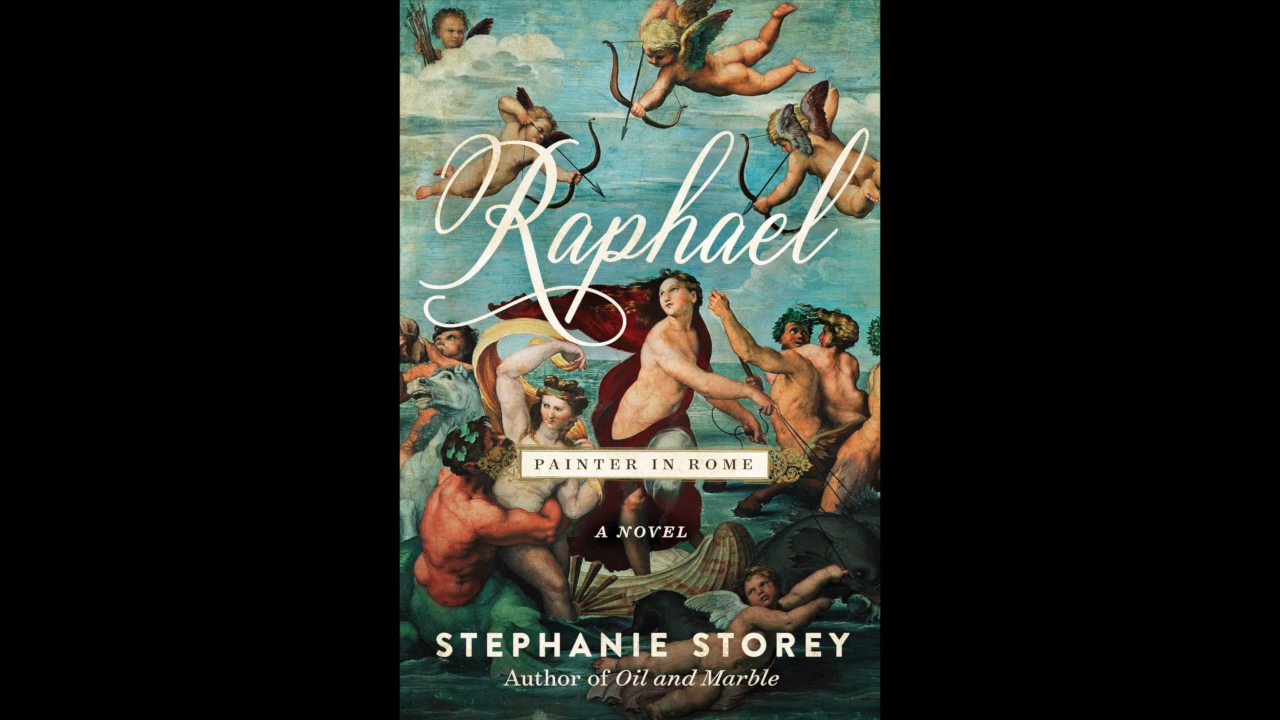 Raphael
PAINTER IN ROME
A NOVEL
STEPHANIE STOREY
Author of Oil and Marble